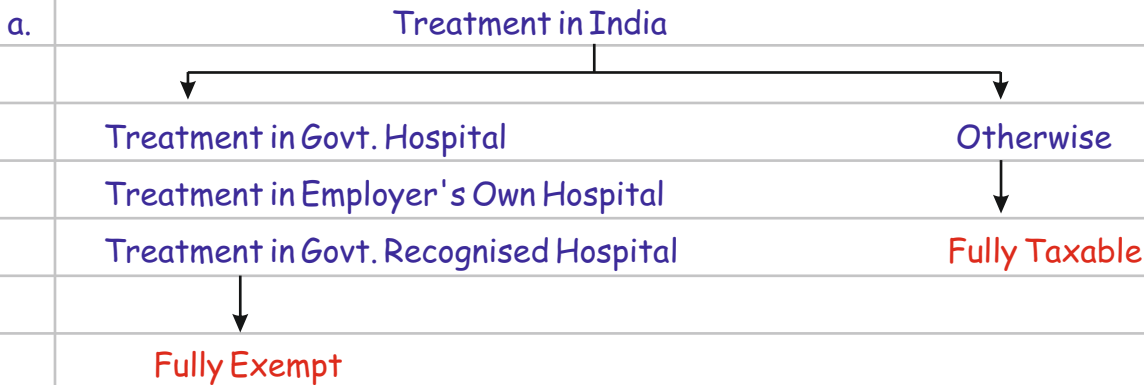 a. Treatment in India
Treatment in Govt. Hospital Otherwise
Treatment in Employer's Own Hospital
Treatment in Govt. Recognised Hospital Fully Taxable
Fully Exempt